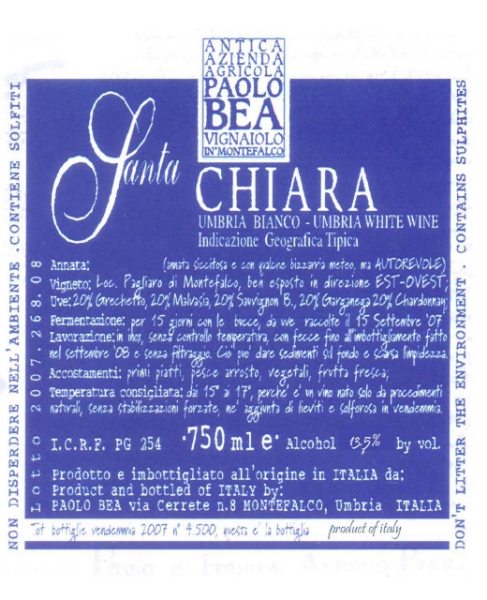 ANTICA
AZIENDA
AGRICOLA
PAOLO
BEA
VIGNAIOLO
IN MONTEFALCO
Santa
CHIARA
UMBRIA BIANCO - UMBRIA WHITE WINE
Indicazione Geografica Tipica
Annata: (annata siccitosa e con qualche bizzarria meteo, ma AUTOREVOLE)
Vigneto: Loc. Pagliaro di Montefalco, ben esposto in direzione EST-OVEST;
Uve: 20% Grechetto, 20% Malvasia, 20% Sauvignon B., 20% Garganega 20% Chardonnay;
Fermentazione: per 15 giorni con le bucce, da uve raccolte il 15 Settembre '07
Lavorazione: in inox, senza controllo temperatura, con fecce fino all'imbottigliamento fatto
nel settembre '08 e senza filtraggio. Cio' puo' dare sedimenti sul fondo e scarsa limpidezza.
Accostamenti: primi piatti, pesce arrosto, vegetali, frutta fresca;
Temperatura consigliata: dai 15° ai 17°, perche' e' un vino nato solo da procedimenti
naturali, senza stabilizzazioni forzate, ne' aggiunta di lieviti e solforosa in vendemmia.
I.C.R.F. PG 254 ·750 ml e· Alcohol 13,5% by vol.
Prodotto e imbottigliato all'origine in ITALIA da:
Product and bottled of ITALY by:
PAOLO BEA via Cerrete n.8 MONTEFALCO, Umbria ITALIA
Tot bottiglie vendemmia 2007 n° 4.500, questa e' la bottiglia product of italy
Lotto 2007.268.08
NON DISPERDERE NELL'AMBIENTE .CONTIENE SOLFITI
DON'T LITTER THE ENVIRONMENT . CONTAINS SULPHITES